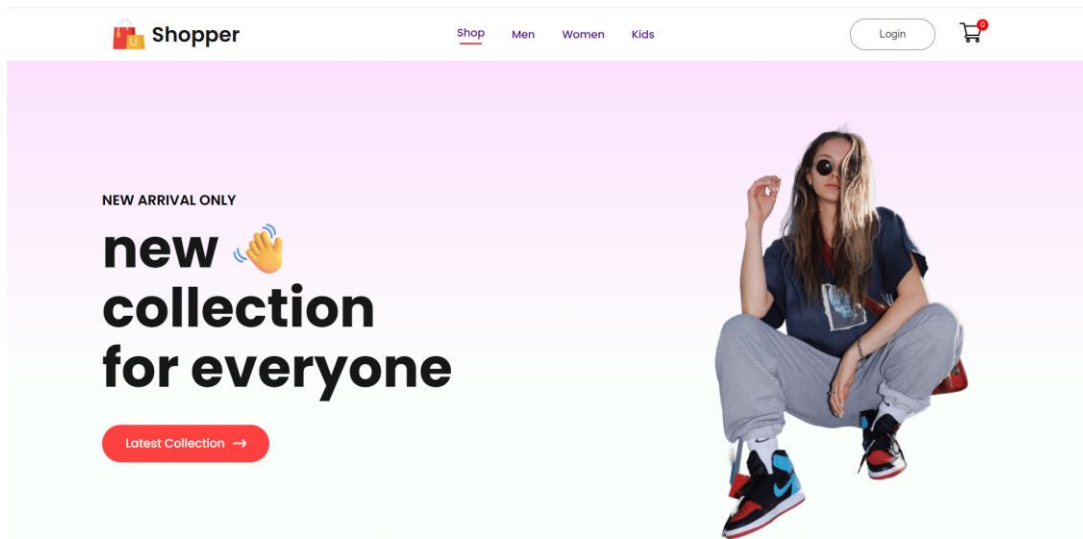 Shopper
Shop Men Women Kids
Login
0
NEW ARRIVAL ONLY
new 👋
collection
for everyone
Latest Collection →